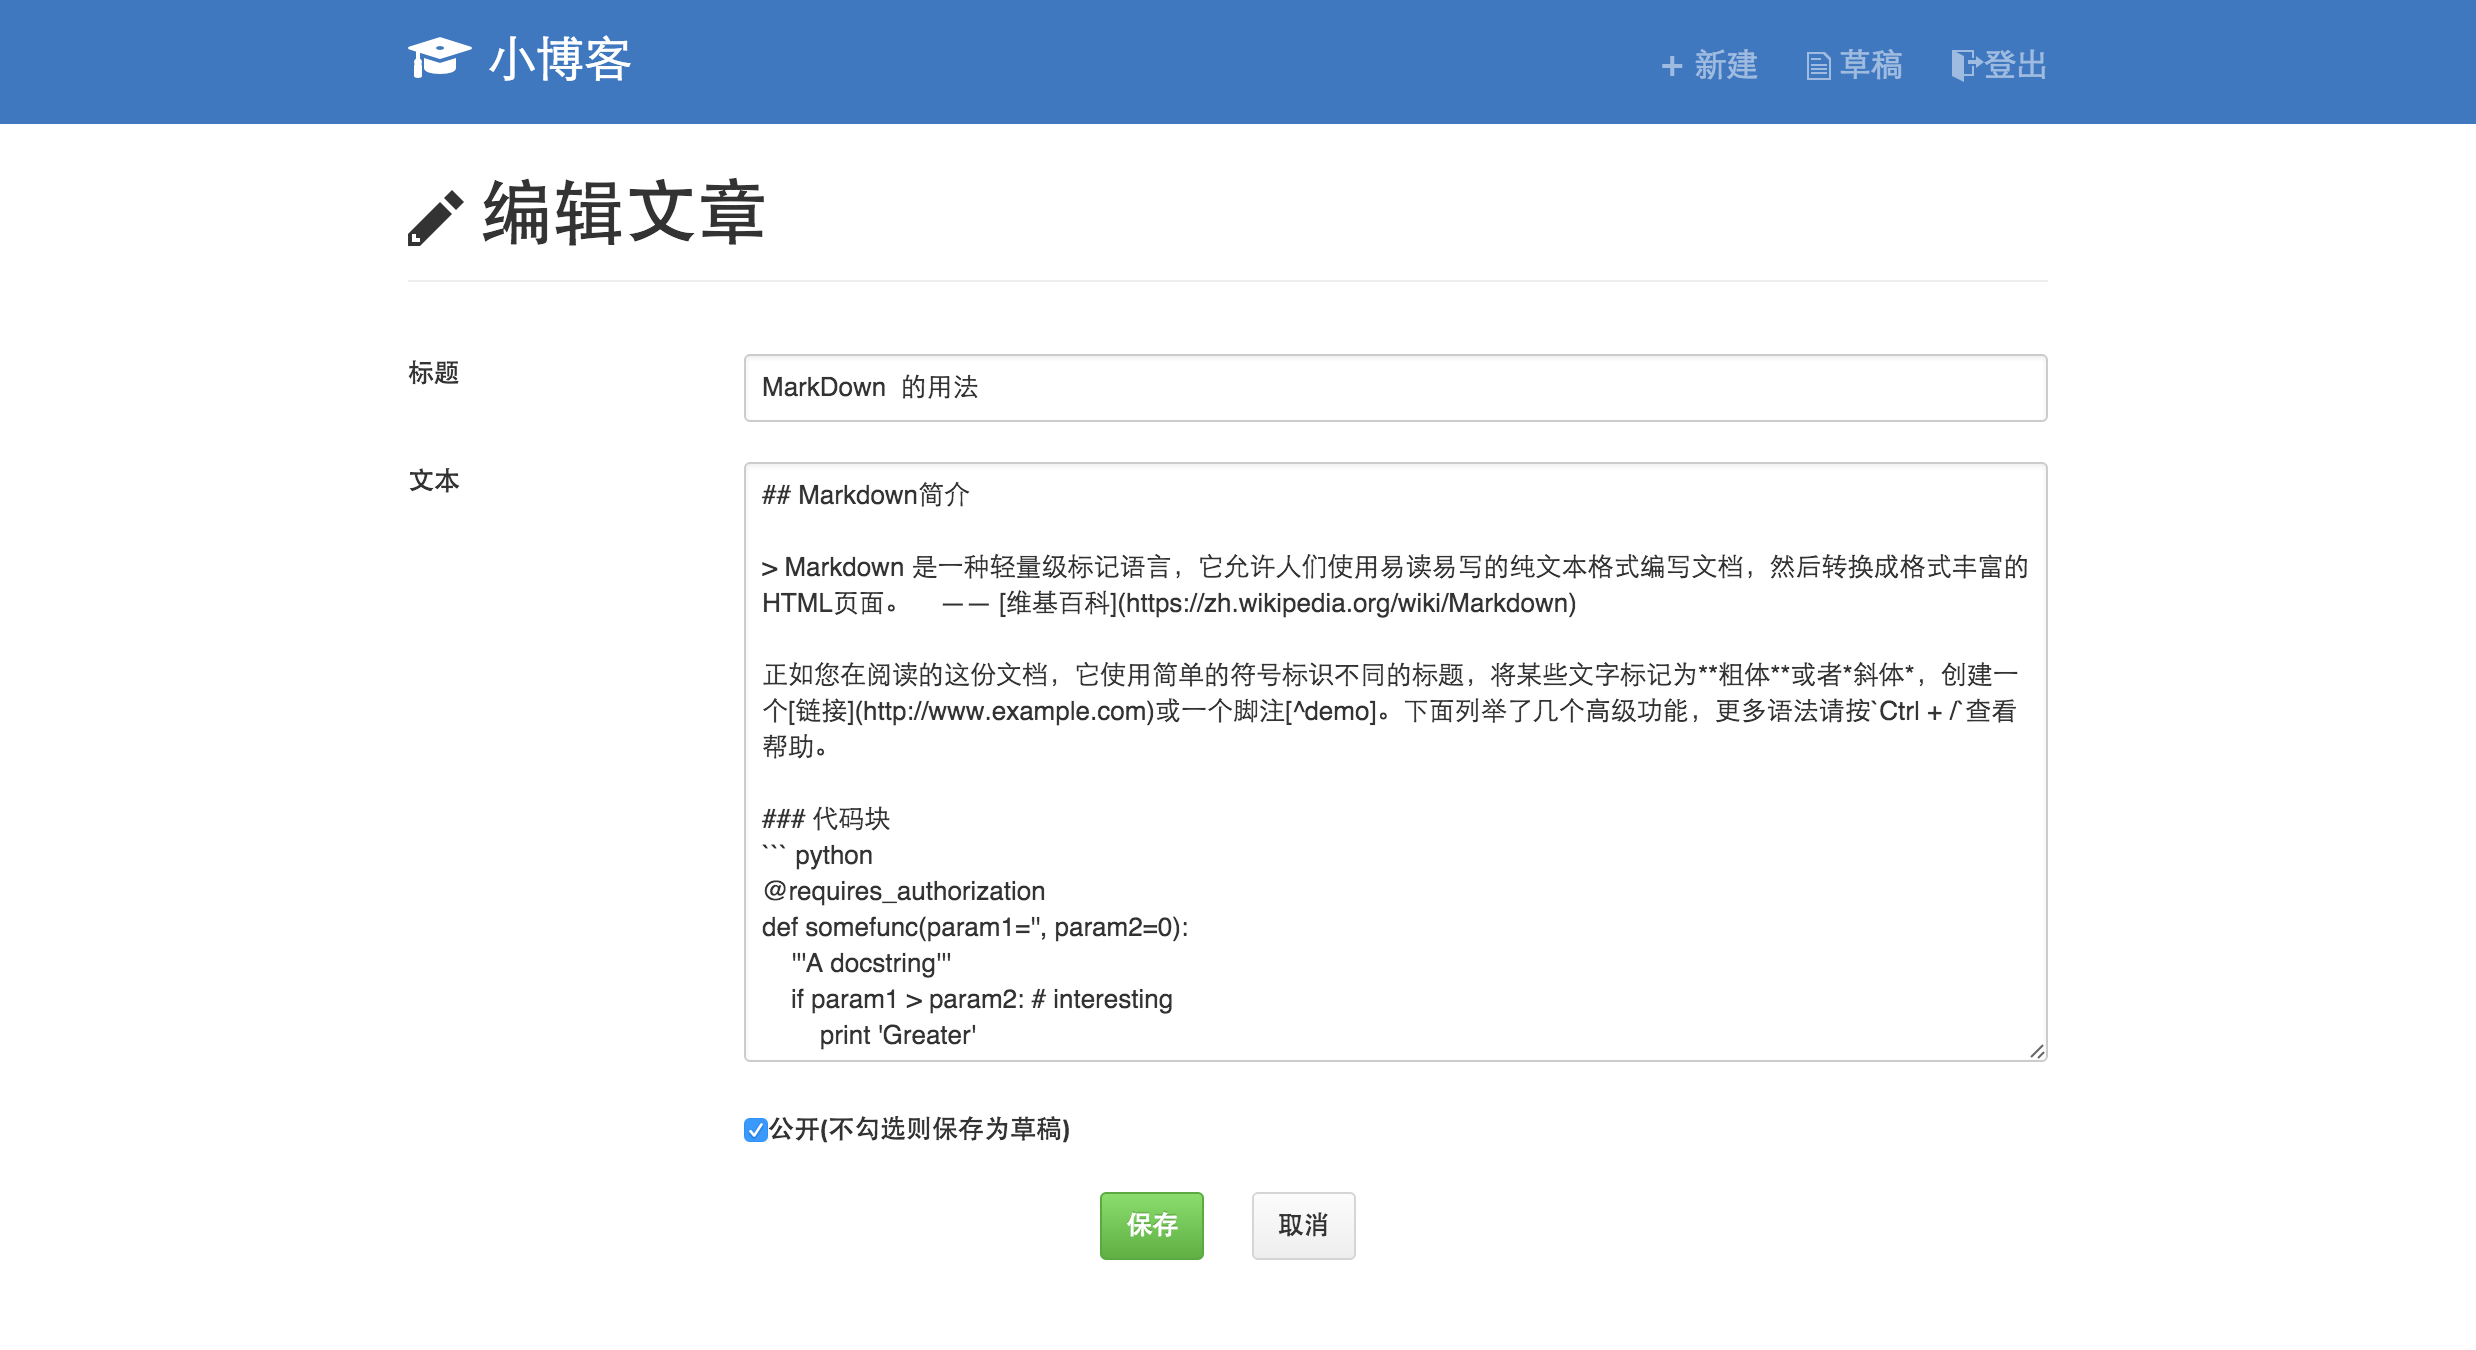 小博客
+ 新建 草稿 登出
编辑文章
标题
MarkDown  的用法
文本
## Markdown简介
> Markdown 是一种轻量级标记语言，它允许人们使用易读易写的纯文本格式编写文档，然后转换成格式丰富的
HTML页面。    —— [维基百科](https://zh.wikipedia.org/wiki/Markdown)
正如您在阅读的这份文档，它使用简单的符号标识不同的标题，将某些文字标记为**粗体**或者*斜体*，创建一
个[链接](http://www.example.com)或一个脚注[^demo]。下面列举了几个高级功能，更多语法请按`Ctrl + /`查看
帮助。
### 代码块
``` python
@requires_authorization
def somefunc(param1='', param2=0):
    '''A docstring'''
    if param1 > param2: # interesting
        print 'Greater'
公开(不勾选则保存为草稿)
保存 取消